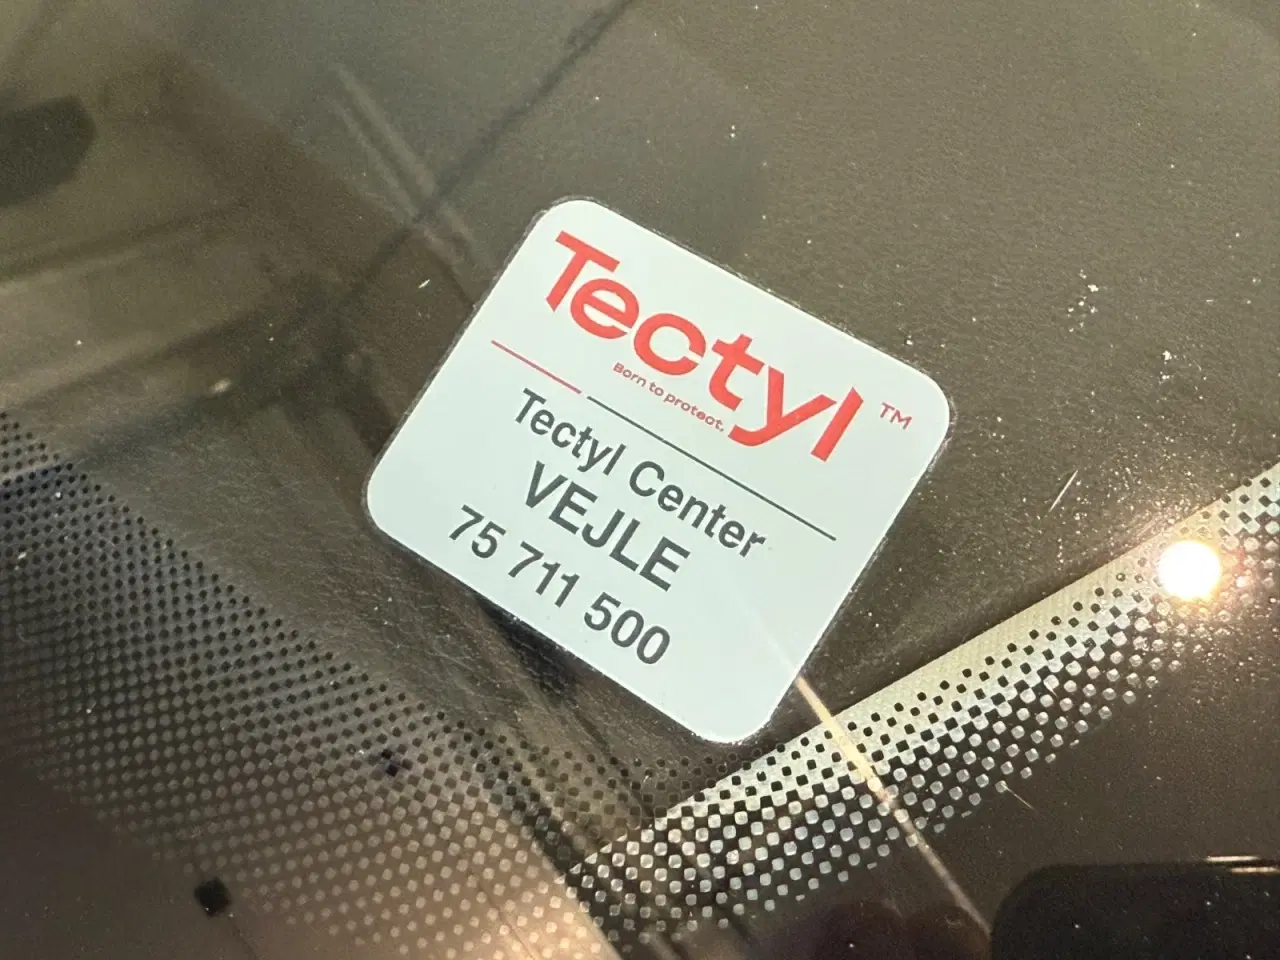 Tectyl™
Born to protect.
Tectyl Center
VEJLE
75 711 500